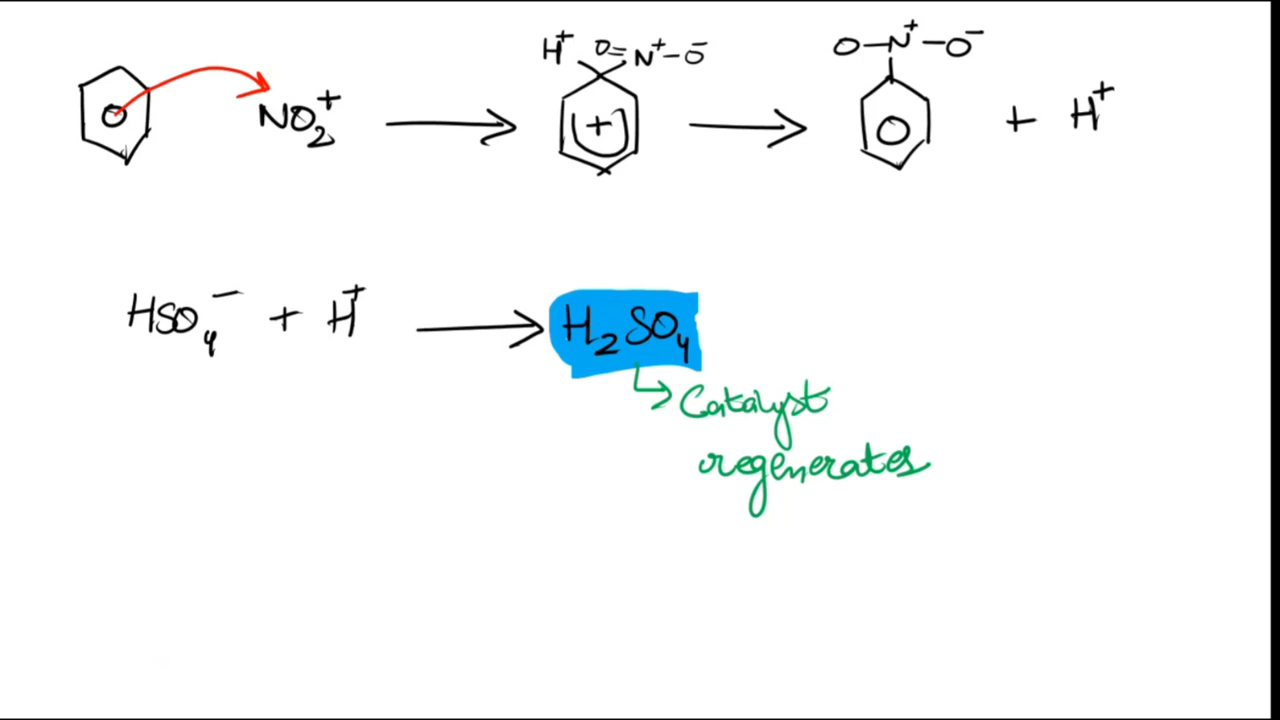 H⁺ O=N⁺–O⁻ O–N⁺–O⁻
NO₂⁺ ⟶ (+) ⟶ + H⁺
HSO₄⁻ + H⁺ ⟶ H₂SO₄
↳ Catalyst
regenerates